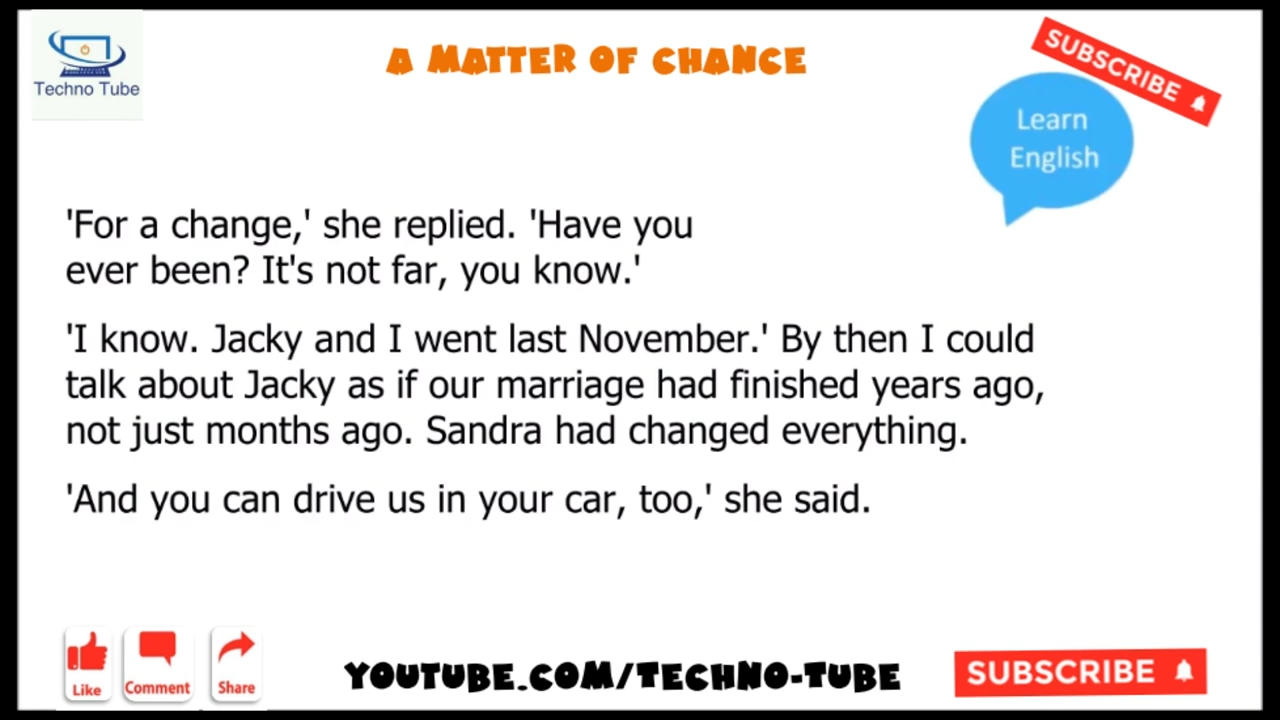 Techno Tube
A MATTER OF CHANCE
SUBSCRIBE
Learn
English
'For a change,' she replied. 'Have you
ever been? It's not far, you know.'
'I know. Jacky and I went last November.' By then I could
talk about Jacky as if our marriage had finished years ago,
not just months ago. Sandra had changed everything.
'And you can drive us in your car, too,' she said.
Like
Comment
Share
YOUTUBE.COM/TECHNO-TUBE
SUBSCRIBE